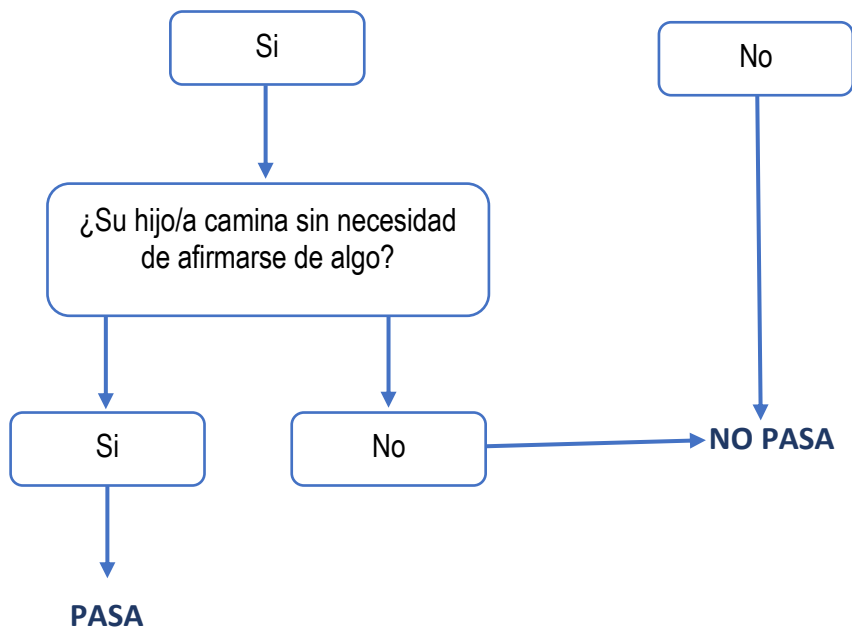 Si
No
¿Su hijo/a camina sin necesidad
de afirmarse de algo?
Si
No
NO PASA
PASA